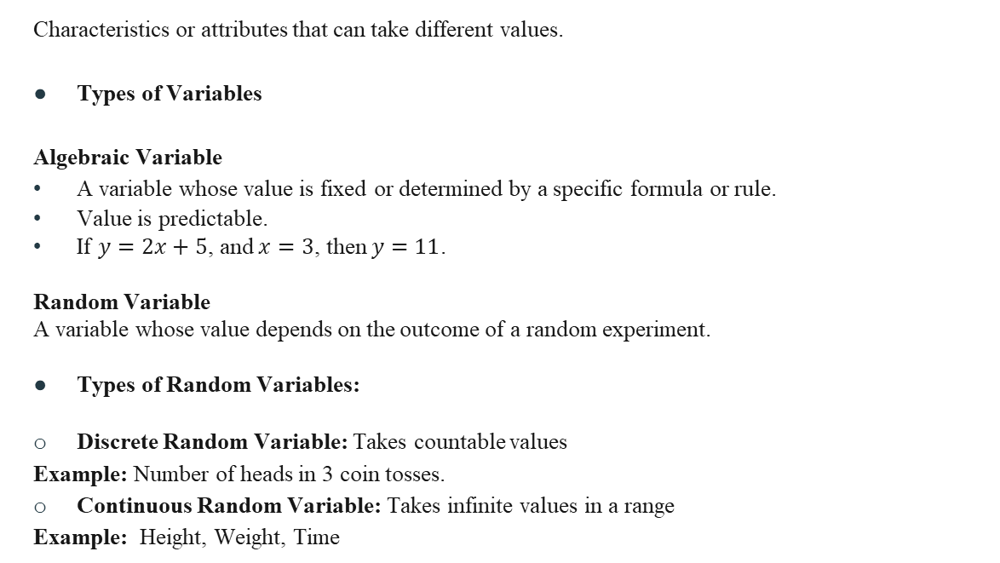 Characteristics or attributes that can take different values.
● Types of Variables
Algebraic Variable
• A variable whose value is fixed or determined by a specific formula or rule.
• Value is predictable.
• If y = 2x + 5, and x = 3, then y = 11.
Random Variable
A variable whose value depends on the outcome of a random experiment.
● Types of Random Variables:
○ Discrete Random Variable: Takes countable values
Example: Number of heads in 3 coin tosses.
○ Continuous Random Variable: Takes infinite values in a range
Example: Height, Weight, Time